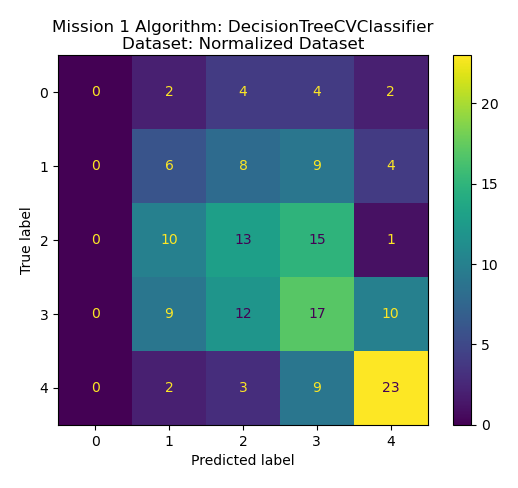 Mission 1 Algorithm: DecisionTreeCVClassifier
Dataset: Normalized Dataset
True label
0 0 2 4 4 2
1 0 6 8 9 4
2 0 10 13 15 1
3 0 9 12 17 10
4 0 2 3 9 23
0 1 2 3 4
Predicted label
20
15
10
5
0